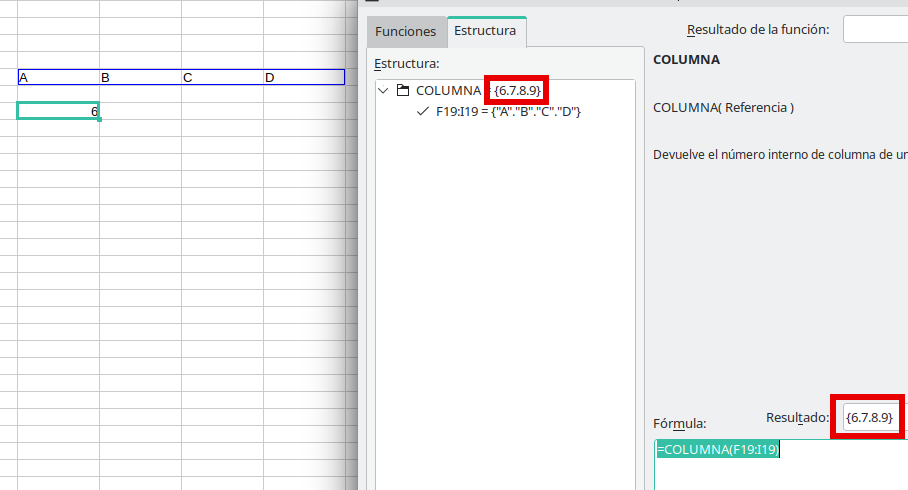 Funciones
Estructura
Resultado de la función:
Estructura:
COLUMNA
COLUMNA = {6.7.8.9}
F19:I19 = {"A"."B"."C"."D"}
COLUMNA( Referencia )
Devuelve el número interno de columna de
A B C D
6
Fórmula:
Resultado: {6.7.8.9}
=COLUMNA(F19:I19)